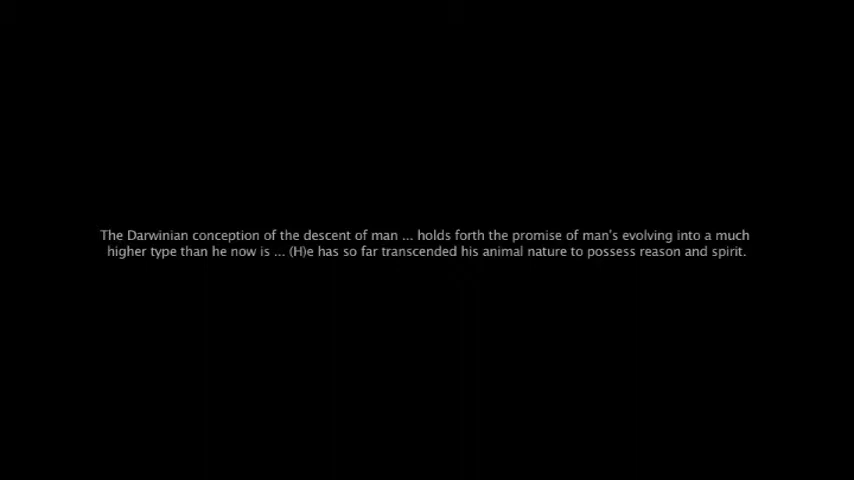 The Darwinian conception of the descent of man ... holds forth the promise of man's evolving into a much
higher type than he now is ... (H)e has so far transcended his animal nature to possess reason and spirit.